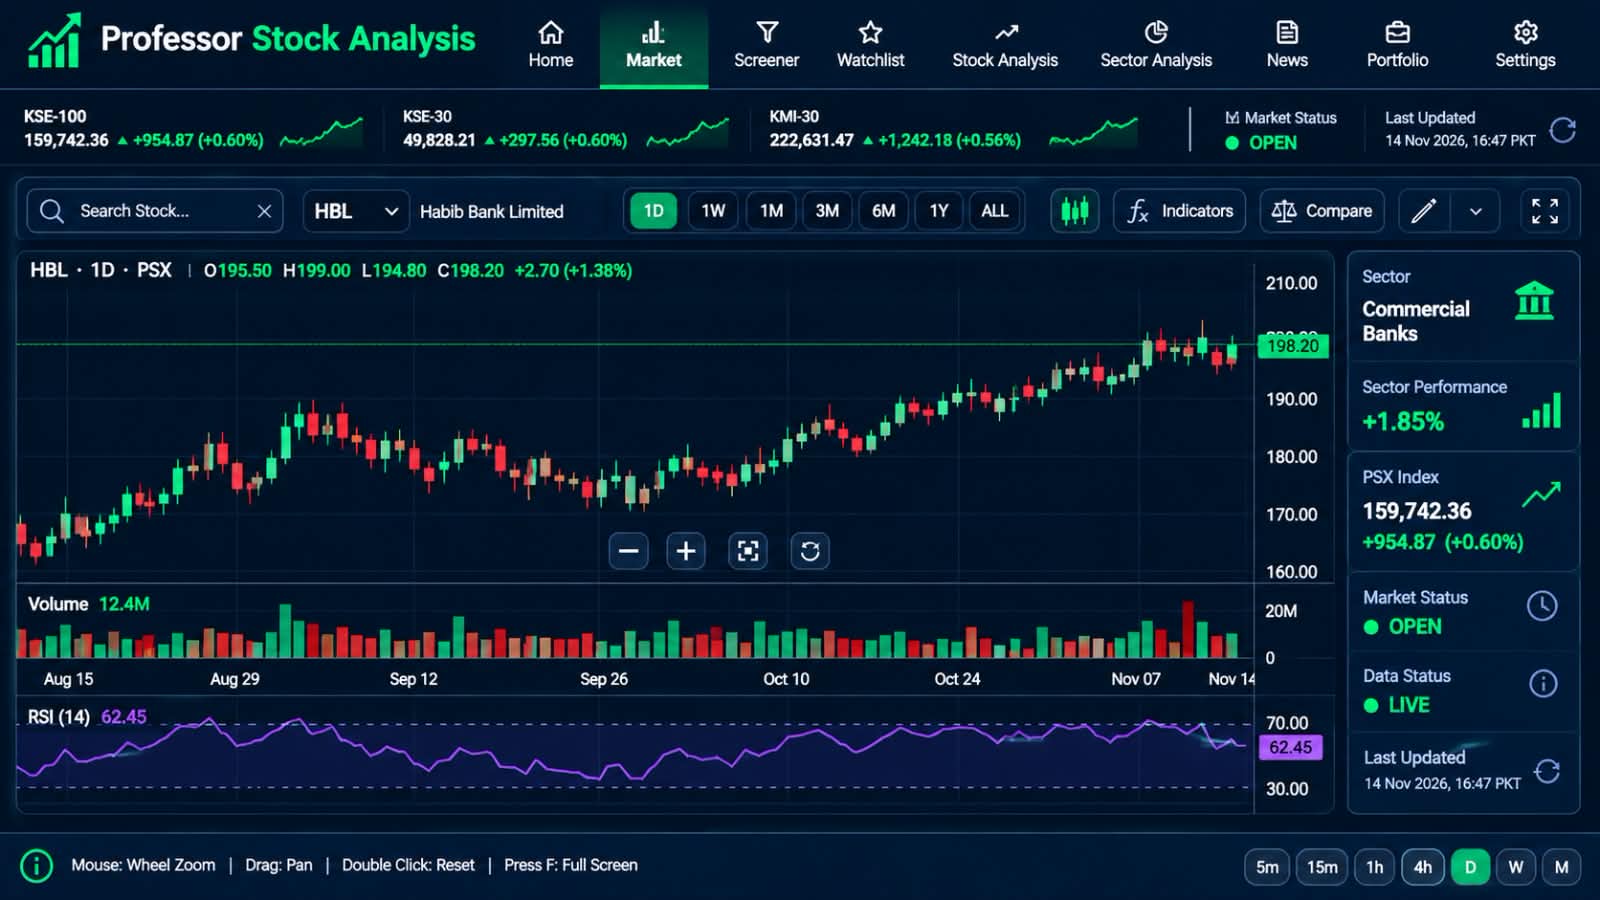 Professor Stock Analysis
Home
Market
Screener
Watchlist
Stock Analysis
Sector Analysis
News
Portfolio
Settings
KSE-100
159,742.36 ▲ +954.87 (+0.60%)
KSE-30
49,828.21 ▲ +297.56 (+0.60%)
KMI-30
222,631.47 ▲ +1,242.18 (+0.56%)
Market Status
OPEN
Last Updated
14 Nov 2026, 16:47 PKT
Search Stock...
HBL
Habib Bank Limited
1D
1W
1M
3M
6M
1Y
ALL
fx Indicators
Compare
HBL · 1D · PSX | O195.50 H199.00 L194.80 C198.20 +2.70 (+1.38%)
210.00
198.20
190.00
180.00
170.00
160.00
Volume 12.4M
20M
0
Aug 15
Aug 29
Sep 12
Sep 26
Oct 10
Oct 24
Nov 07
Nov 14
RSI (14) 62.45
70.00
62.45
30.00
Sector
Commercial
Banks
Sector Performance
+1.85%
PSX Index
159,742.36
+954.87 (+0.60%)
Market Status
OPEN
Data Status
LIVE
Last Updated
14 Nov 2026, 16:47 PKT
Mouse: Wheel Zoom | Drag: Pan | Double Click: Reset | Press F: Full Screen
5m
15m
1h
4h
D
W
M